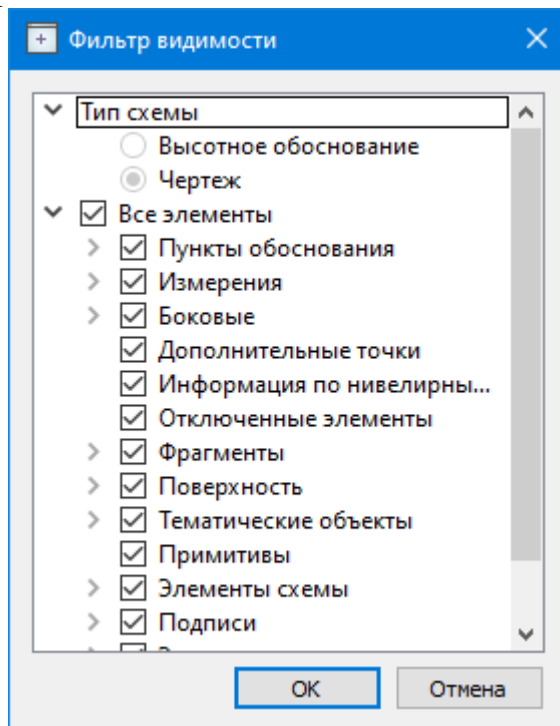 Фильтр видимости
Тип схемы
Высотное обоснование
Чертеж
Все элементы
Пункты обоснования
Измерения
Боковые
Дополнительные точки
Информация по нивелирны...
Отключенные элементы
Фрагменты
Поверхность
Тематические объекты
Примитивы
Элементы схемы
Подписи
OK
Отмена